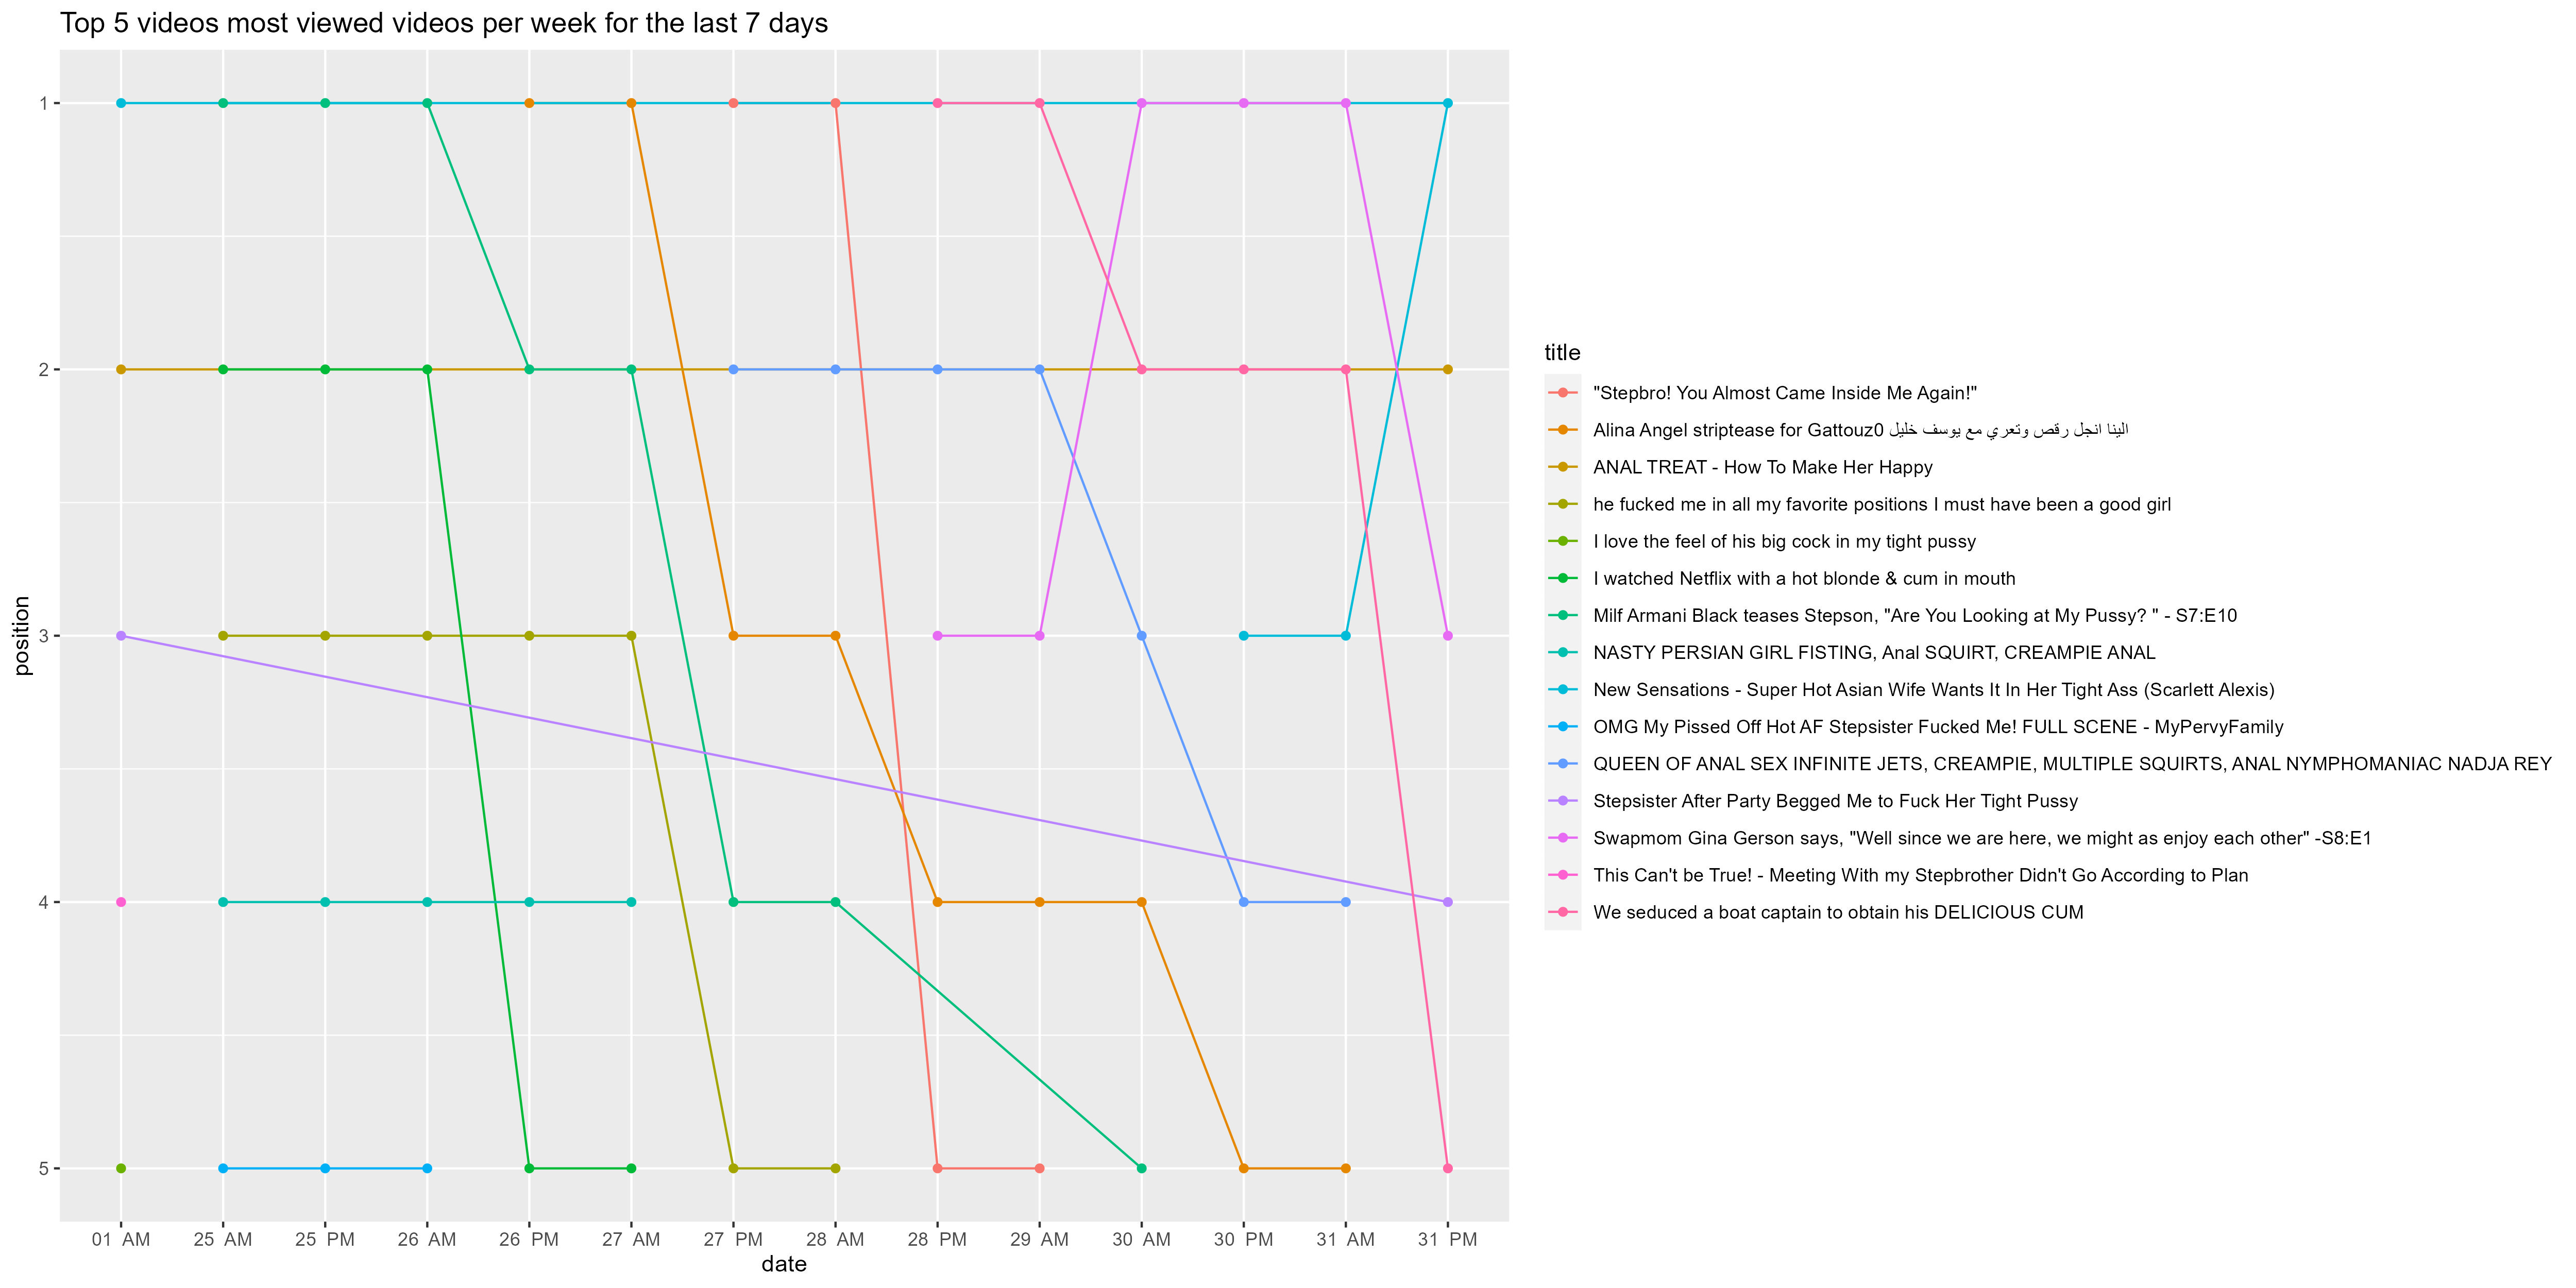 Top 5 videos most viewed videos per week for the last 7 days
position
1
2
3
4
5
01 AM 25 AM 25 PM 26 AM 26 PM 27 AM 27 PM 28 AM 28 PM 29 AM 30 AM 30 PM 31 AM 31 PM
date
title
"Stepbro! You Almost Came Inside Me Again!"
Alina Angel striptease for Gattouz0 الينا انجل رقص وتعري مع يوسف خليل
ANAL TREAT - How To Make Her Happy
he fucked me in all my favorite positions I must have been a good girl
I love the feel of his big cock in my tight pussy
I watched Netflix with a hot blonde & cum in mouth
Milf Armani Black teases Stepson, "Are You Looking at My Pussy? " - S7:E10
NASTY PERSIAN GIRL FISTING, Anal SQUIRT, CREAMPIE ANAL
New Sensations - Super Hot Asian Wife Wants It In Her Tight Ass (Scarlett Alexis)
OMG My Pissed Off Hot AF Stepsister Fucked Me! FULL SCENE - MyPervyFamily
QUEEN OF ANAL SEX INFINITE JETS, CREAMPIE, MULTIPLE SQUIRTS, ANAL NYMPHOMANIAC NADJA REY
Stepsister After Party Begged Me to Fuck Her Tight Pussy
Swapmom Gina Gerson says, "Well since we are here, we might as enjoy each other" -S8:E1
This Can't be True! - Meeting With my Stepbrother Didn't Go According to Plan
We seduced a boat captain to obtain his DELICIOUS CUM